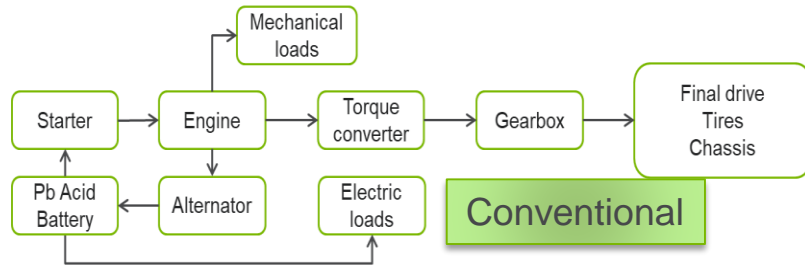 Mechanical
loads
Starter
Engine
Torque
converter
Gearbox
Final drive
Tires
Chassis
Pb Acid
Battery
Alternator
Electric
loads
Conventional